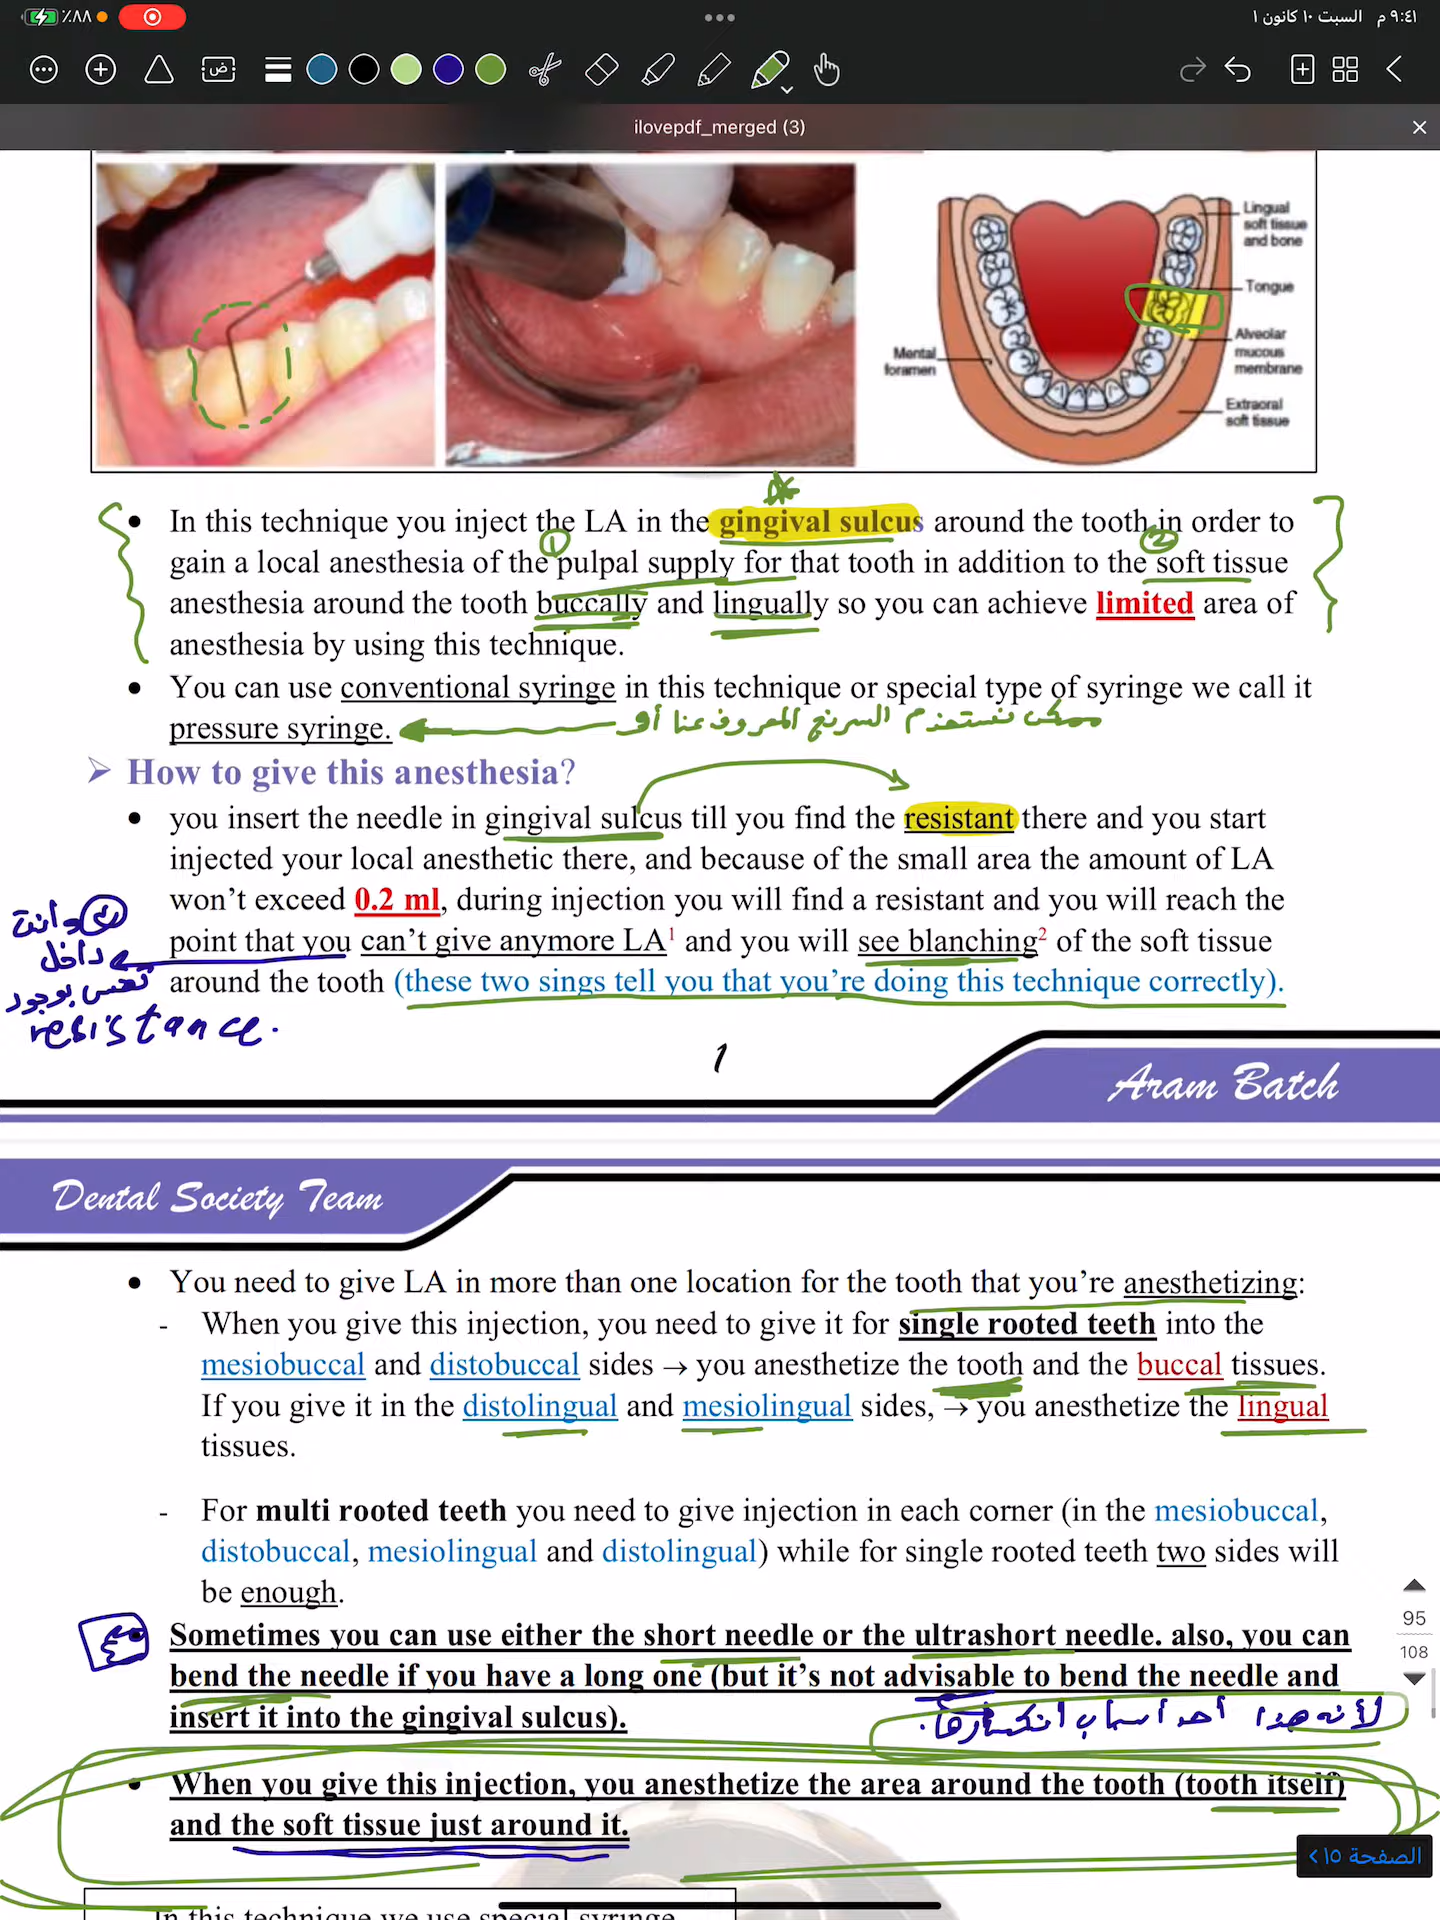 ٪٨٨
٩:٤١ م السبت ١٠ كانون ١
ض
ilovepdf_merged (3)
Lingual
soft tissue
and bone
Tongue
Alveolar
mucous
membrane
Mental
foramen
Extraoral
soft tissue
• In this technique you inject the LA in the gingival sulcus around the tooth in order to
① ②
gain a local anesthesia of the pulpal supply for that tooth in addition to the soft tissue
anesthesia around the tooth buccally and lingually so you can achieve limited area of
anesthesia by using this technique.
• You can use conventional syringe in this technique or special type of syringe we call it
pressure syringe.
ممكن نستخدم السرنج المعروف عنا أو
➢ How to give this anesthesia?
• you insert the needle in gingival sulcus till you find the resistant there and you start
injected your local anesthetic there, and because of the small area the amount of LA
won't exceed 0.2 ml, during injection you will find a resistant and you will reach the
point that you can't give anymore LA1 and you will see blanching2 of the soft tissue
around the tooth (these two sings tell you that you're doing this technique correctly).
وانت
داخل
تحس بوجود
resistance.
1
Aram Batch
Dental Society Team
• You need to give LA in more than one location for the tooth that you're anesthetizing:
- When you give this injection, you need to give it for single rooted teeth into the
mesiobuccal and distobuccal sides → you anesthetize the tooth and the buccal tissues.
If you give it in the distolingual and mesiolingual sides, → you anesthetize the lingual
tissues.
- For multi rooted teeth you need to give injection in each corner (in the mesiobuccal,
distobuccal, mesiolingual and distolingual) while for single rooted teeth two sides will
be enough.
• Sometimes you can use either the short needle or the ultrashort needle. also, you can
bend the needle if you have a long one (but it's not advisable to bend the needle and
insert it into the gingival sulcus).
لأنه هذا أحد أسباب انكسارها.
• When you give this injection, you anesthetize the area around the tooth (tooth itself)
and the soft tissue just around it.
95
108
الصفحة ١٥
In this technique we use special syringe